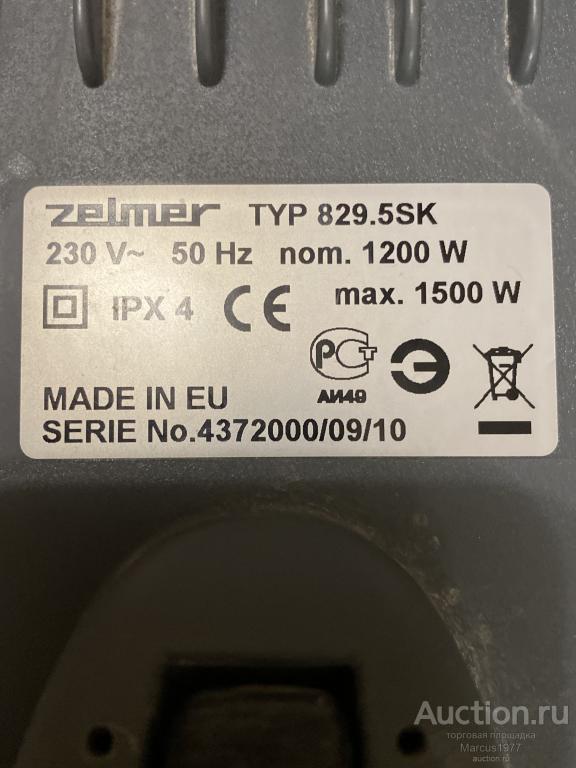 zelmer TYP 829.5SK
230 V~ 50 Hz nom. 1200 W
IPX 4 CE max. 1500 W
РСТ Э
АИ49
MADE IN EU
SERIE No.4372000/09/10
Auction.ru
торговая площадка
Marcus1977
auction.ru